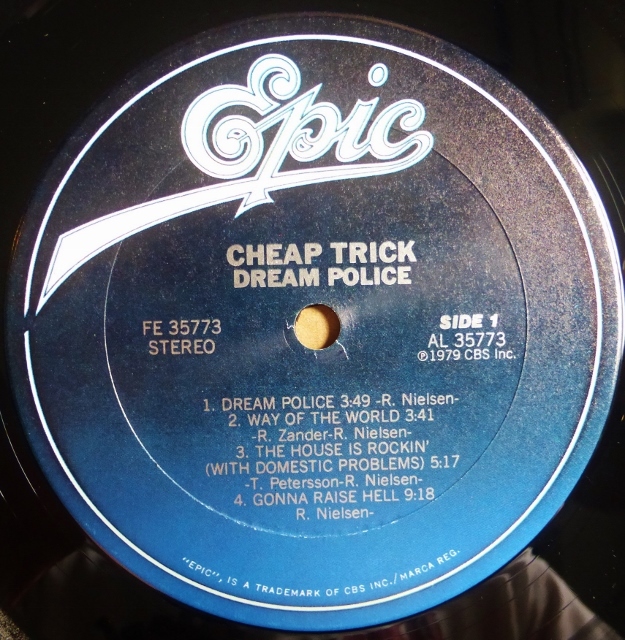 Epic
CHEAP TRICK
DREAM POLICE
FE 35773
STEREO
SIDE 1
AL 35773
℗1979 CBS Inc.
1. DREAM POLICE 3:49 -R. Nielsen-
2. WAY OF THE WORLD 3:41
-R. Zander-R. Nielsen-
3. THE HOUSE IS ROCKIN'
(WITH DOMESTIC PROBLEMS) 5:17
-T. Petersson-R. Nielsen-
4. GONNA RAISE HELL 9:18
R. Nielsen-
"EPIC", IS A TRADEMARK OF CBS INC./MARCA REG.